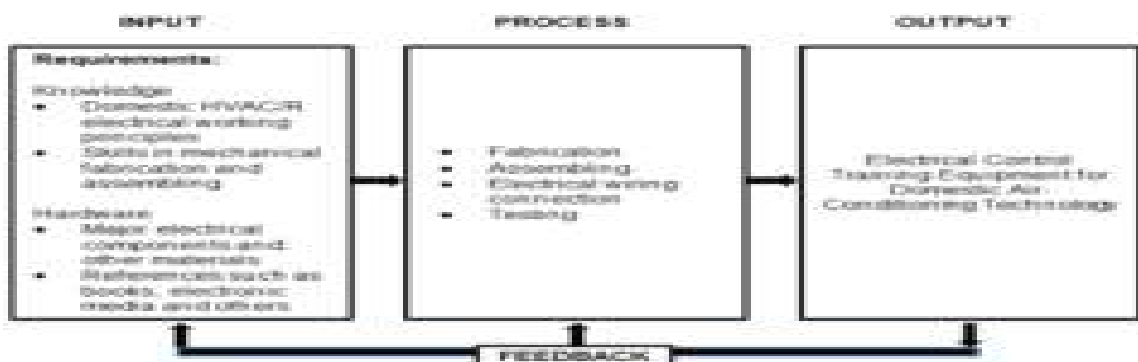 INPUT
PROCESS
OUTPUT
Requirements:
Knowledge
• Domestic HVAC/R
electrical working
principles
• Skills in mechanical
fabrication and
assembling
Hardware
• Major electrical
components and
other materials
• References such as
books, electronic
media and others
• Fabrication
• Assembling
• Electrical wiring
connection
• Testing
Electrical Control
Training Equipment for
Domestic Air-
Conditioning Technology
FEEDBACK